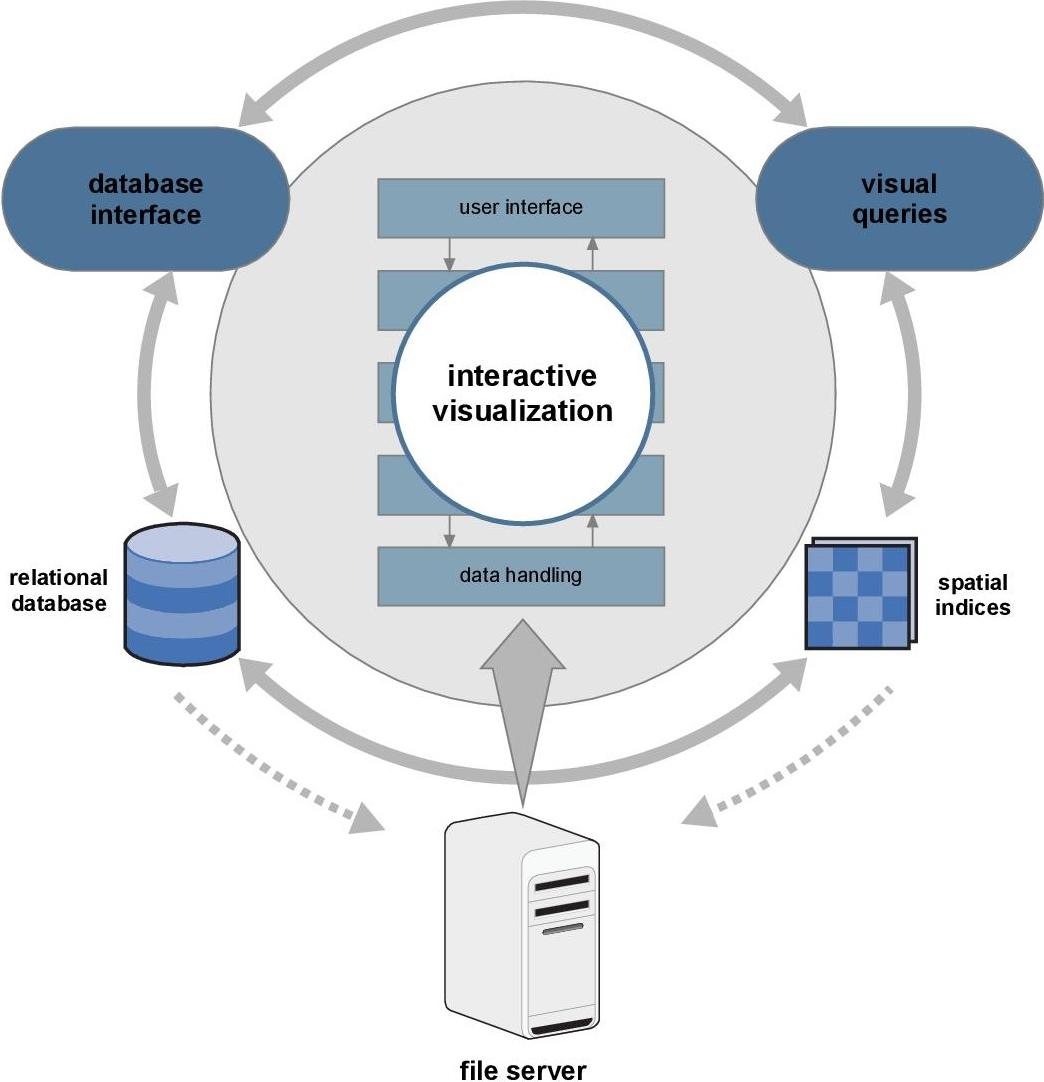 database
interface
visual
queries
user interface
interactive
visualization
data handling
relational
database
spatial
indices
file server